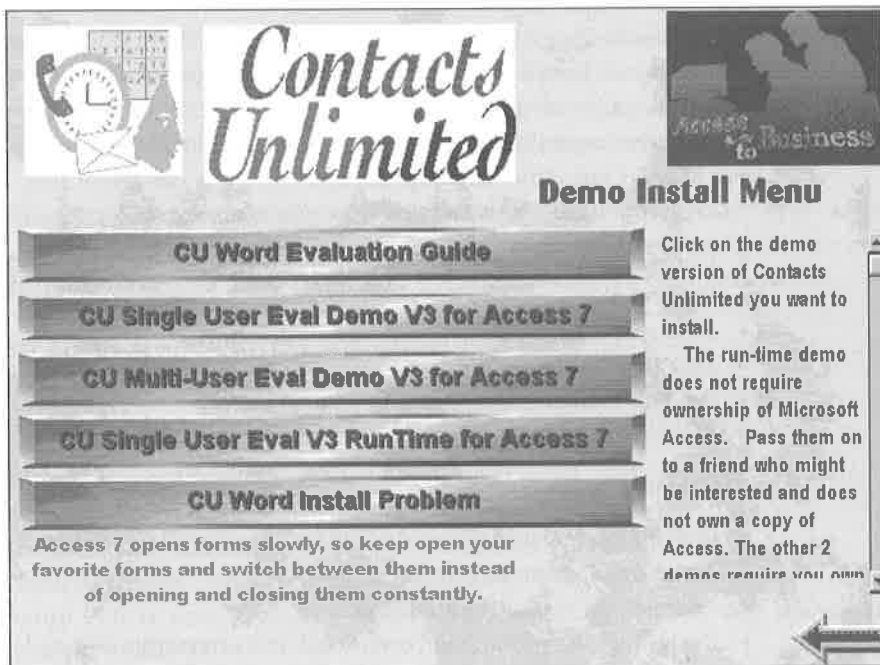 Contacts
Unlimited
Access
to Business
Demo Install Menu
CU Word Evaluation Guide
CU Single User Eval Demo V3 for Access 7
CU Multi-User Eval Demo V3 for Access 7
CU Single User Eval V3 RunTime for Access 7
CU Word Install Problem
Access 7 opens forms slowly, so keep open your
favorite forms and switch between them instead
of opening and closing them constantly.
Click on the demo
version of Contacts
Unlimited you want to
install.
The run-time demo
does not require
ownership of Microsoft
Access. Pass them on
to a friend who might
be interested and does
not own a copy of
Access. The other 2
demos require you own